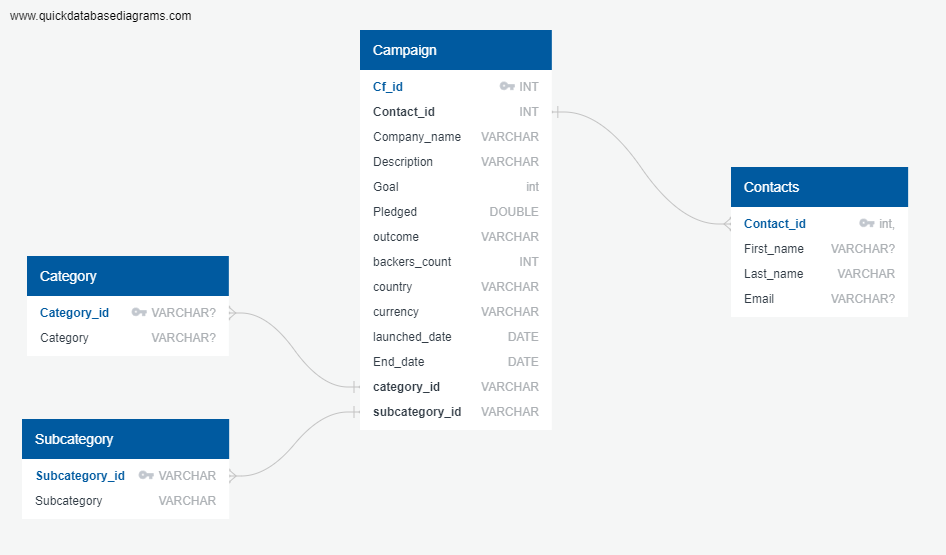 www.quickdatabasediagrams.com
Campaign
Cf_id INT
Contact_id INT
Company_name VARCHAR
Description VARCHAR
Goal int
Pledged DOUBLE
outcome VARCHAR
backers_count INT
country VARCHAR
currency VARCHAR
launched_date DATE
End_date DATE
category_id VARCHAR
subcategory_id VARCHAR
Contacts
Contact_id int,
First_name VARCHAR?
Last_name VARCHAR
Email VARCHAR?
Category
Category_id VARCHAR?
Category VARCHAR?
Subcategory
Subcategory_id VARCHAR
Subcategory VARCHAR